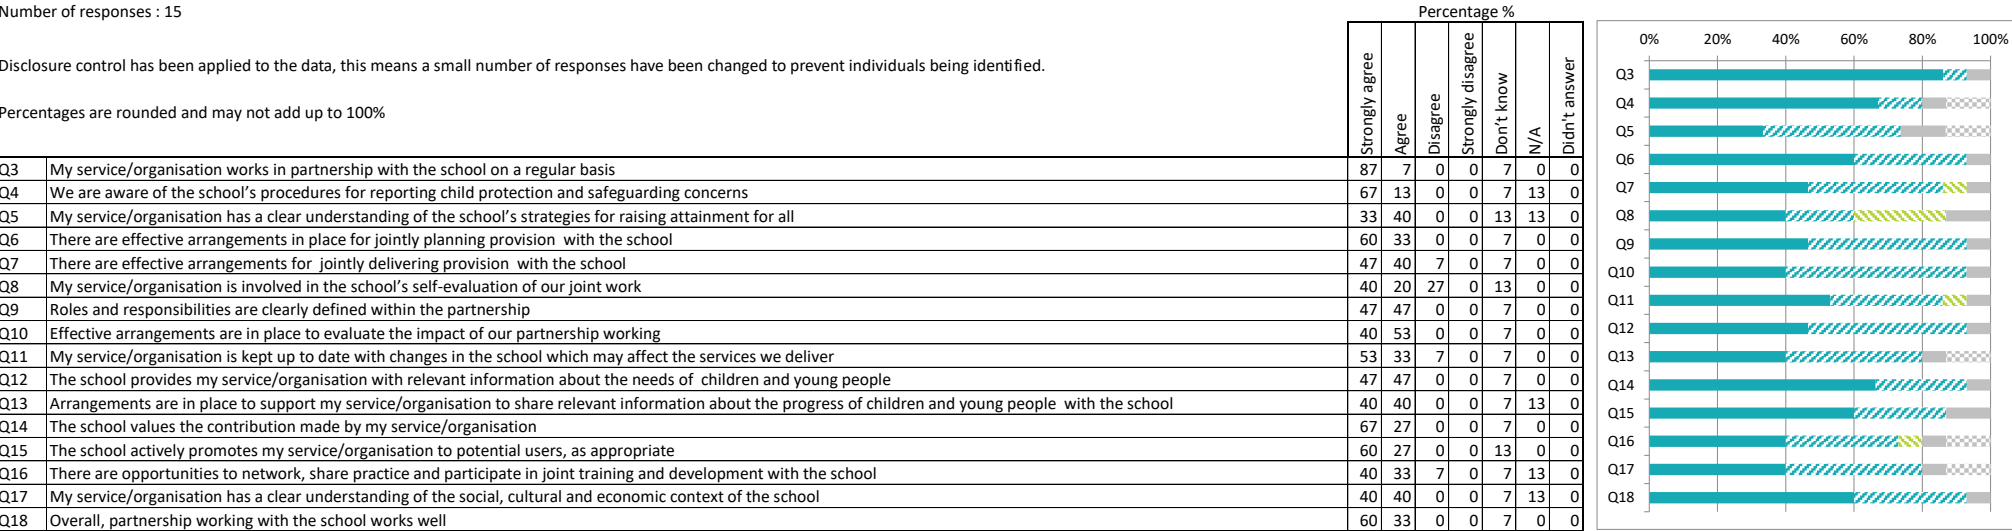 Number of responses : 15
Percentage %
Disclosure control has been applied to the data, this means a small number of responses have been changed to prevent individuals being identified.
Percentages are rounded and may not add up to 100%
Strongly agree Agree Disagree Strongly disagree Don't know N/A Didn't answer
Q3 My service/organisation works in partnership with the school on a regular basis 87 7 0 0 7 0 0
Q4 We are aware of the school's procedures for reporting child protection and safeguarding concerns 67 13 0 0 7 13 0
Q5 My service/organisation has a clear understanding of the school's strategies for raising attainment for all 33 40 0 0 13 13 0
Q6 There are effective arrangements in place for jointly planning provision with the school 60 33 0 0 7 0 0
Q7 There are effective arrangements for jointly delivering provision with the school 47 40 7 0 7 0 0
Q8 My service/organisation is involved in the school's self-evaluation of our joint work 40 20 27 0 13 0 0
Q9 Roles and responsibilities are clearly defined within the partnership 47 47 0 0 7 0 0
Q10 Effective arrangements are in place to evaluate the impact of our partnership working 40 53 0 0 7 0 0
Q11 My service/organisation is kept up to date with changes in the school which may affect the services we deliver 53 33 7 0 7 0 0
Q12 The school provides my service/organisation with relevant information about the needs of children and young people 47 47 0 0 7 0 0
Q13 Arrangements are in place to support my service/organisation to share relevant information about the progress of children and young people with the school 40 40 0 0 7 13 0
Q14 The school values the contribution made by my service/organisation 67 27 0 0 7 0 0
Q15 The school actively promotes my service/organisation to potential users, as appropriate 60 27 0 0 13 0 0
Q16 There are opportunities to network, share practice and participate in joint training and development with the school 40 33 7 0 7 13 0
Q17 My service/organisation has a clear understanding of the social, cultural and economic context of the school 40 40 0 0 7 13 0
Q18 Overall, partnership working with the school works well 60 33 0 0 7 0 0
0% 20% 40% 60% 80% 100%
Q3
Q4
Q5
Q6
Q7
Q8
Q9
Q10
Q11
Q12
Q13
Q14
Q15
Q16
Q17
Q18